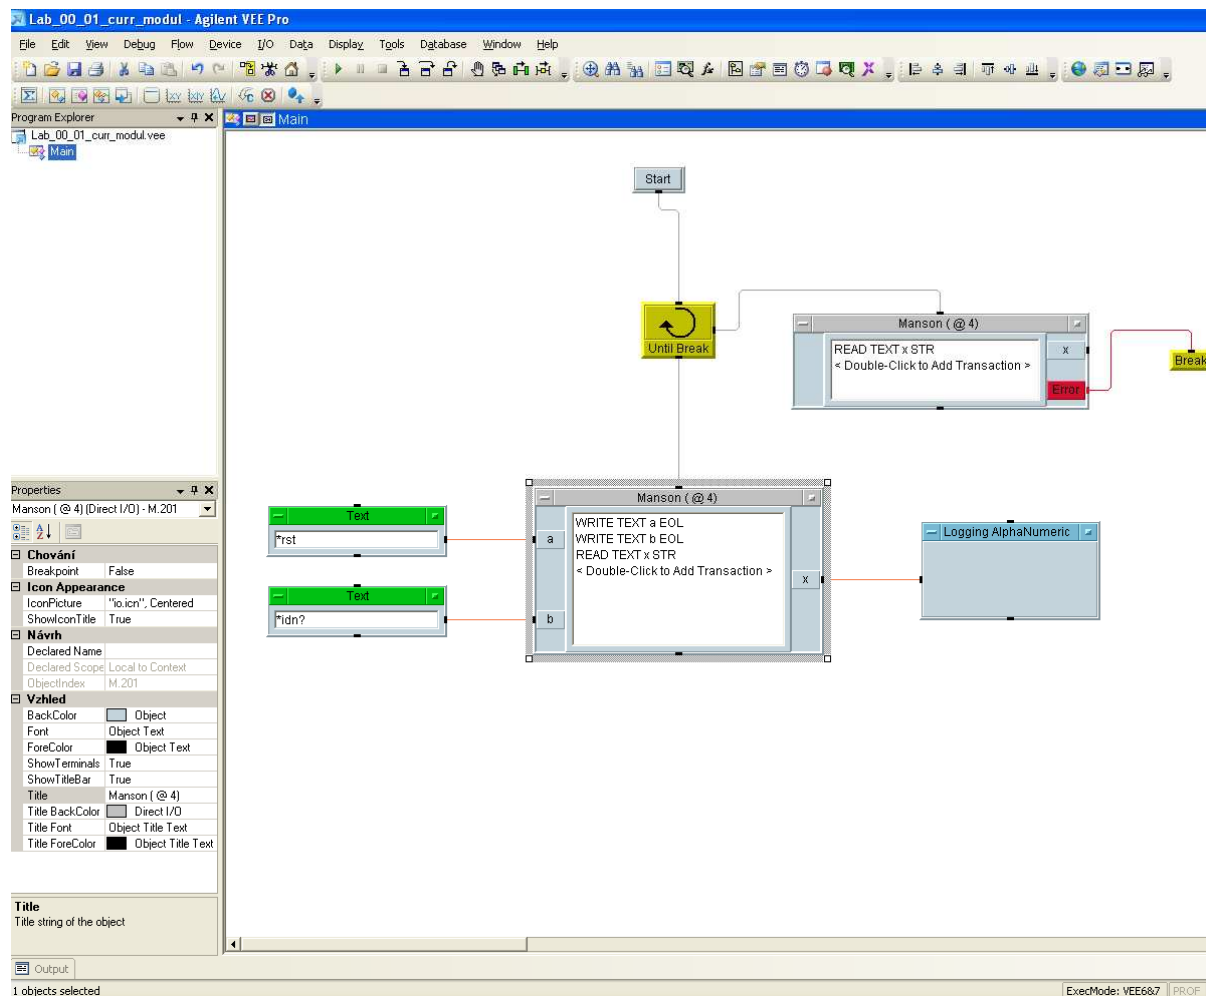 Lab_00_01_curr_modul - Agilent VEE Pro
File Edit View Debug Flow Device I/O Data Display Tools Database Window Help
Program Explorer
Lab_00_01_curr_modul.vee
Main
Main
Start
Until Break
Manson ( @ 4)
READ TEXT x STR
< Double-Click to Add Transaction >
x
Error
Break
Text
*rst
Text
*idn?
Manson ( @ 4)
a
b
WRITE TEXT a EOL
WRITE TEXT b EOL
READ TEXT x STR
< Double-Click to Add Transaction >
x
Logging AlphaNumeric
Properties
Manson ( @ 4) (Direct I/O) - M.201
Chování
Breakpoint False
Icon Appearance
IconPicture "io.icn", Centered
ShowIconTitle True
Návrh
Declared Name
Declared Scope Local to Context
ObjectIndex M.201
Vzhled
BackColor Object
Font Object Text
ForeColor Object Text
ShowTerminals True
ShowTitleBar True
Title Manson ( @ 4)
Title BackColor Direct I/O
Title Font Object Title Text
Title ForeColor Object Title Text
Title
Title string of the object
Output
1 objects selected
ExecMode: VEE6&7 PROF